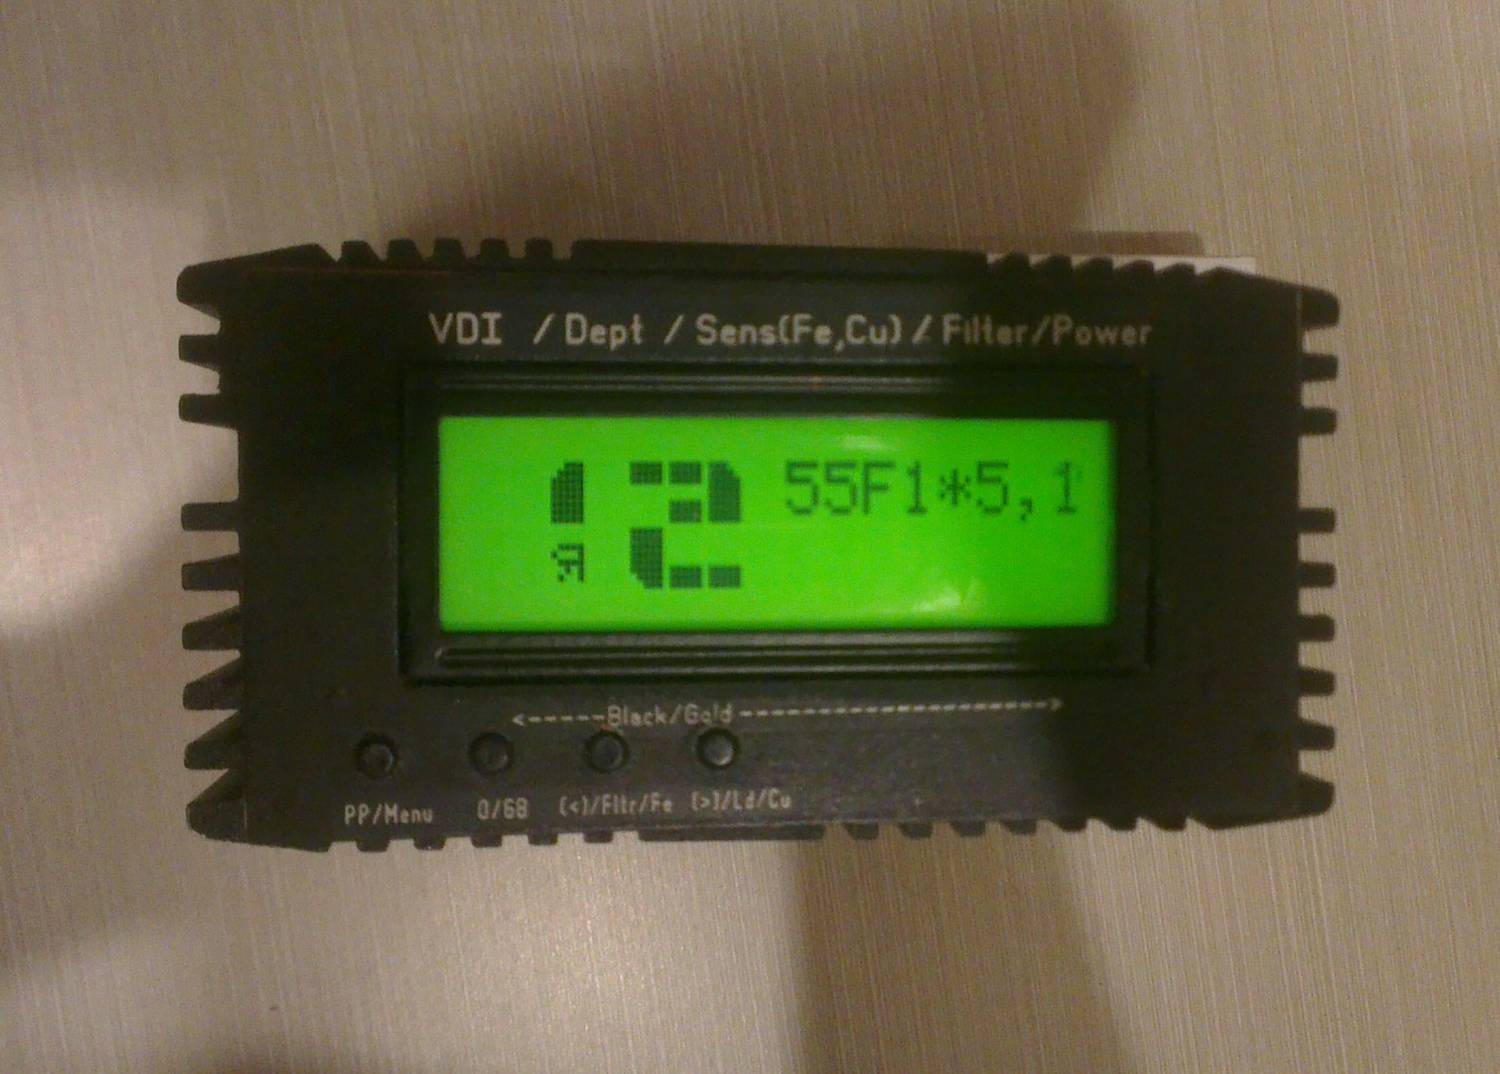 VDI / Dept / Sens(Fe,Cu) / Filter/Power
12 55F1*5,1
<-----Black/Gold------------------>
PP/Menu 0/GB (<)/Fltr/Fe (>)/Ld/Cu